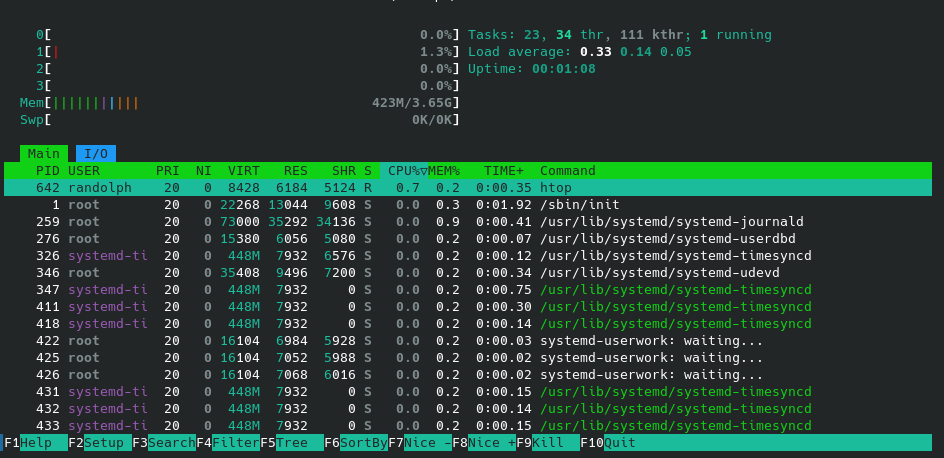 0[ 0.0%] Tasks: 23, 34 thr, 111 kthr; 1 running
1[| 1.3%] Load average: 0.33 0.14 0.05
2[ 0.0%] Uptime: 00:01:08
3[ 0.0%]
Mem[||||||||||| 423M/3.65G]
Swp[ 0K/0K]
Main I/O
PID USER PRI NI VIRT RES SHR S CPU%▽MEM% TIME+ Command
642 randolph 20 0 8428 6184 5124 R 0.7 0.2 0:00.35 htop
1 root 20 0 22268 13044 9608 S 0.0 0.3 0:01.92 /sbin/init
259 root 20 0 73000 35292 34136 S 0.0 0.9 0:00.41 /usr/lib/systemd/systemd-journald
276 root 20 0 15380 6056 5080 S 0.0 0.2 0:00.07 /usr/lib/systemd/systemd-userdbd
326 systemd-ti 20 0 448M 7932 6576 S 0.0 0.2 0:00.12 /usr/lib/systemd/systemd-timesyncd
346 root 20 0 35408 9496 7200 S 0.0 0.2 0:00.34 /usr/lib/systemd/systemd-udevd
347 systemd-ti 20 0 448M 7932 0 S 0.0 0.2 0:00.75 /usr/lib/systemd/systemd-timesyncd
411 systemd-ti 20 0 448M 7932 0 S 0.0 0.2 0:00.30 /usr/lib/systemd/systemd-timesyncd
418 systemd-ti 20 0 448M 7932 0 S 0.0 0.2 0:00.14 /usr/lib/systemd/systemd-timesyncd
422 root 20 0 16104 6984 5928 S 0.0 0.2 0:00.03 systemd-userwork: waiting...
425 root 20 0 16104 7052 5988 S 0.0 0.2 0:00.02 systemd-userwork: waiting...
426 root 20 0 16104 7068 6016 S 0.0 0.2 0:00.02 systemd-userwork: waiting...
431 systemd-ti 20 0 448M 7932 0 S 0.0 0.2 0:00.15 /usr/lib/systemd/systemd-timesyncd
432 systemd-ti 20 0 448M 7932 0 S 0.0 0.2 0:00.14 /usr/lib/systemd/systemd-timesyncd
433 systemd-ti 20 0 448M 7932 0 S 0.0 0.2 0:00.15 /usr/lib/systemd/systemd-timesyncd
F1Help F2Setup F3SearchF4FilterF5Tree F6SortByF7Nice -F8Nice +F9Kill F10Quit